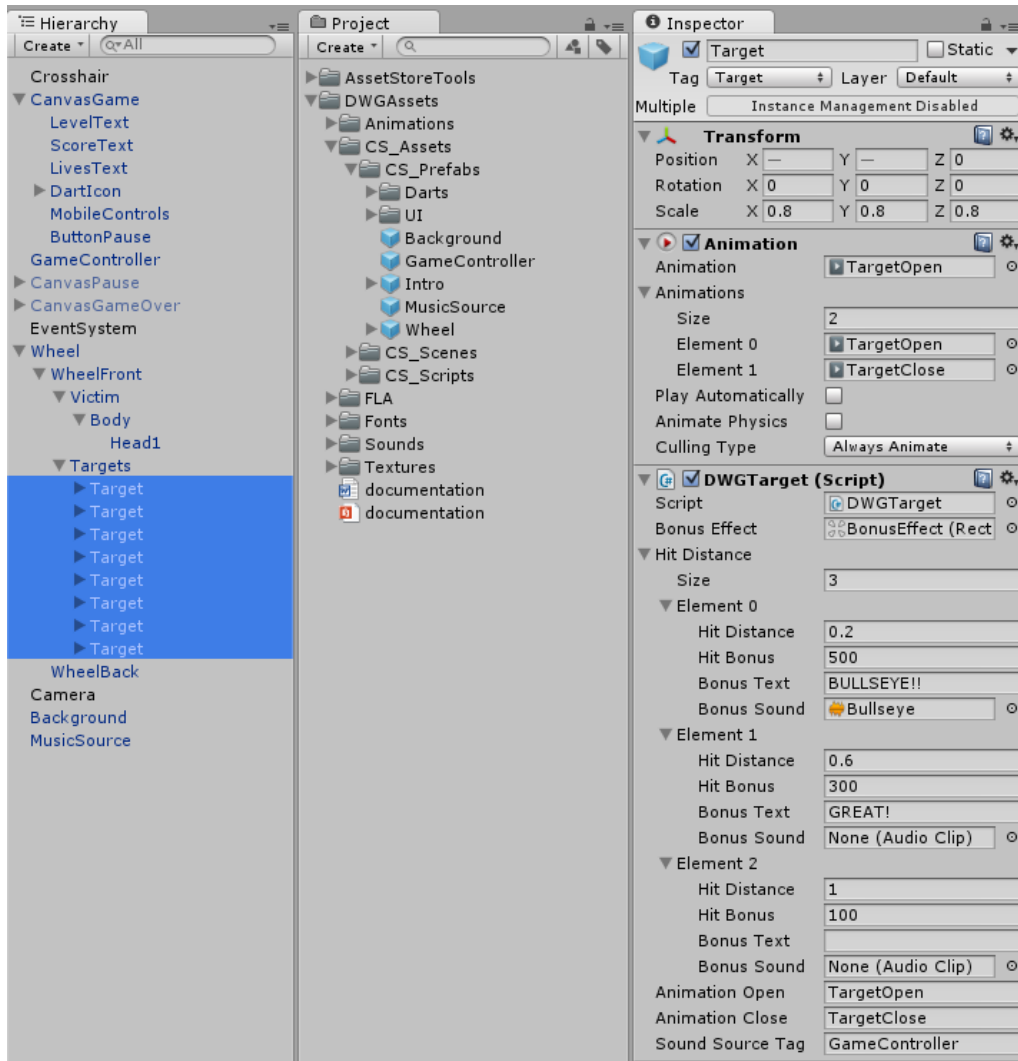 Hierarchy
Create
All
Crosshair
CanvasGame
LevelText
ScoreText
LivesText
DartIcon
MobileControls
ButtonPause
GameController
CanvasPause
CanvasGameOver
EventSystem
Wheel
WheelFront
Victim
Body
Head1
Targets
Target
Target
Target
Target
Target
Target
Target
Target
WheelBack
Camera
Background
MusicSource
Project
Create
AssetStoreTools
DWGAssets
Animations
CS_Assets
CS_Prefabs
Darts
UI
Background
GameController
Intro
MusicSource
Wheel
CS_Scenes
CS_Scripts
FLA
Fonts
Sounds
Textures
documentation
documentation
Inspector
Target Static
Tag Target Layer Default
Multiple Instance Management Disabled
Transform
Position X — Y — Z 0
Rotation X 0 Y 0 Z 0
Scale X 0.8 Y 0.8 Z 0.8
Animation
Animation TargetOpen
Animations
Size 2
Element 0 TargetOpen
Element 1 TargetClose
Play Automatically
Animate Physics
Culling Type Always Animate
DWGTarget (Script)
Script DWGTarget
Bonus Effect BonusEffect (Rect
Hit Distance
Size 3
Element 0
Hit Distance 0.2
Hit Bonus 500
Bonus Text BULLSEYE!!
Bonus Sound Bullseye
Element 1
Hit Distance 0.6
Hit Bonus 300
Bonus Text GREAT!
Bonus Sound None (Audio Clip)
Element 2
Hit Distance 1
Hit Bonus 100
Bonus Text
Bonus Sound None (Audio Clip)
Animation Open TargetOpen
Animation Close TargetClose
Sound Source Tag GameController